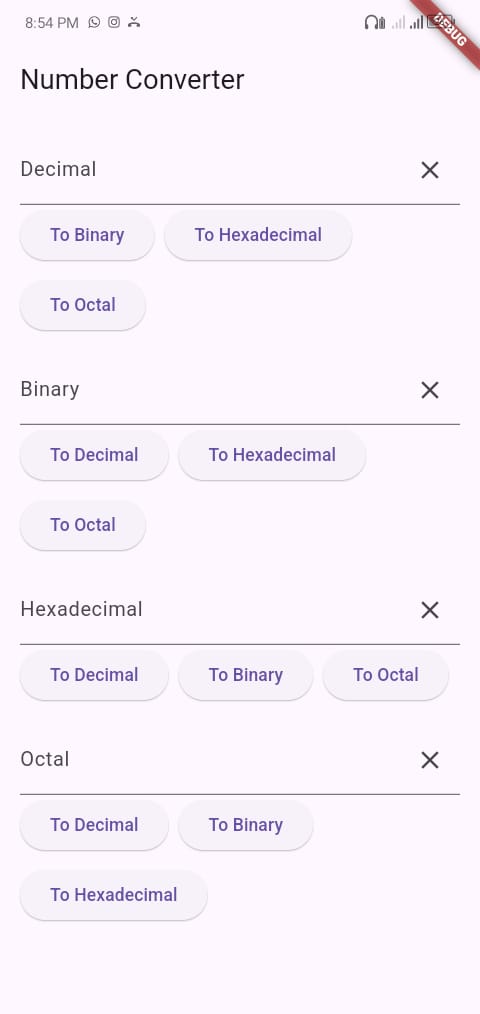 8:54 PM
DEBUG
Number Converter
Decimal
To Binary To Hexadecimal
To Octal
Binary
To Decimal To Hexadecimal
To Octal
Hexadecimal
To Decimal To Binary To Octal
Octal
To Decimal To Binary
To Hexadecimal